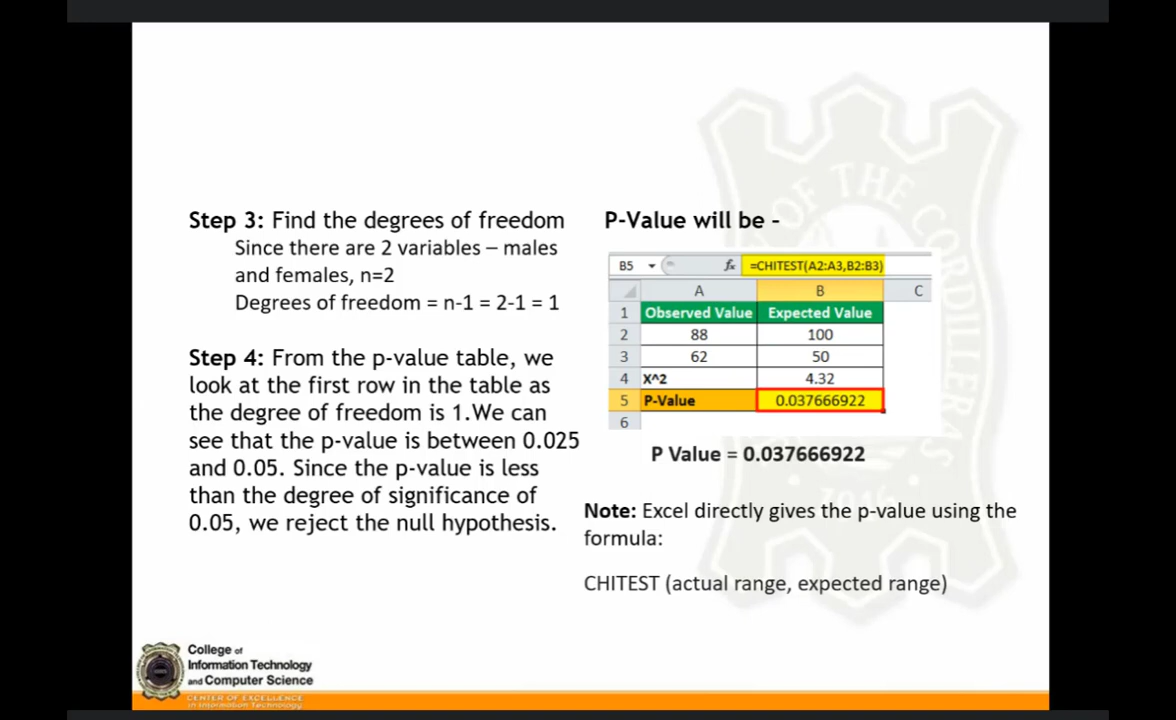 Step 3: Find the degrees of freedom
Since there are 2 variables – males
and females, n=2
Degrees of freedom = n-1 = 2-1 = 1
Step 4: From the p-value table, we
look at the first row in the table as
the degree of freedom is 1.We can
see that the p-value is between 0.025
and 0.05. Since the p-value is less
than the degree of significance of
0.05, we reject the null hypothesis.
P-Value will be -
B5 fx =CHITEST(A2:A3,B2:B3)
A B C
1 Observed Value Expected Value
2 88 100
3 62 50
4 X^2 4.32
5 P-Value 0.037666922
6
P Value = 0.037666922
Note: Excel directly gives the p-value using the
formula:
CHITEST (actual range, expected range)
OF THE CORDILLERAS
1946
College of
Information Technology
and Computer Science
CENTER OF EXCELLENCE
in Information Technology